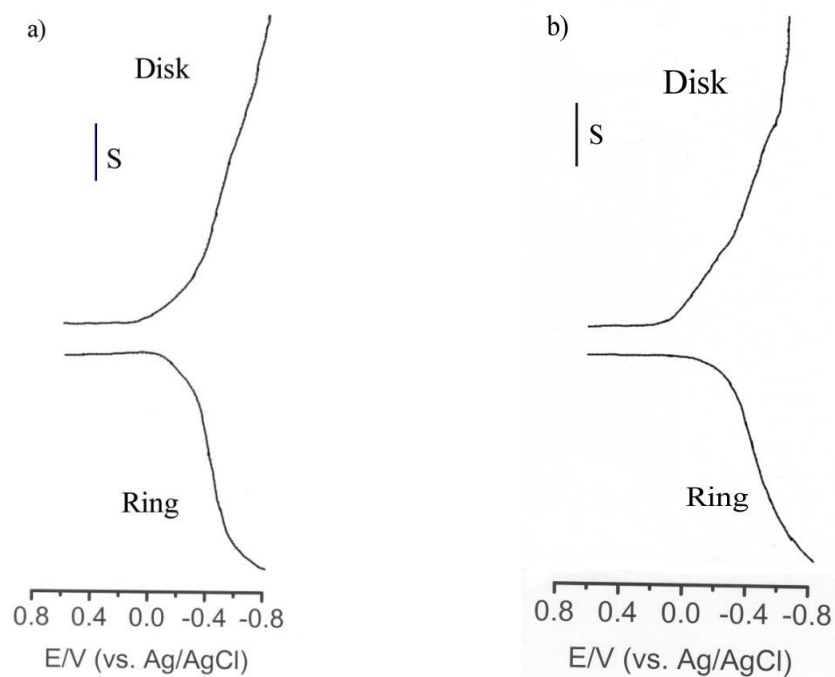 a)
Disk
S
Ring
0.8 0.4 0.0 -0.4 -0.8
E/V (vs. Ag/AgCl)
b)
Disk
S
Ring
0.8 0.4 0.0 -0.4 -0.8
E/V (vs. Ag/AgCl)